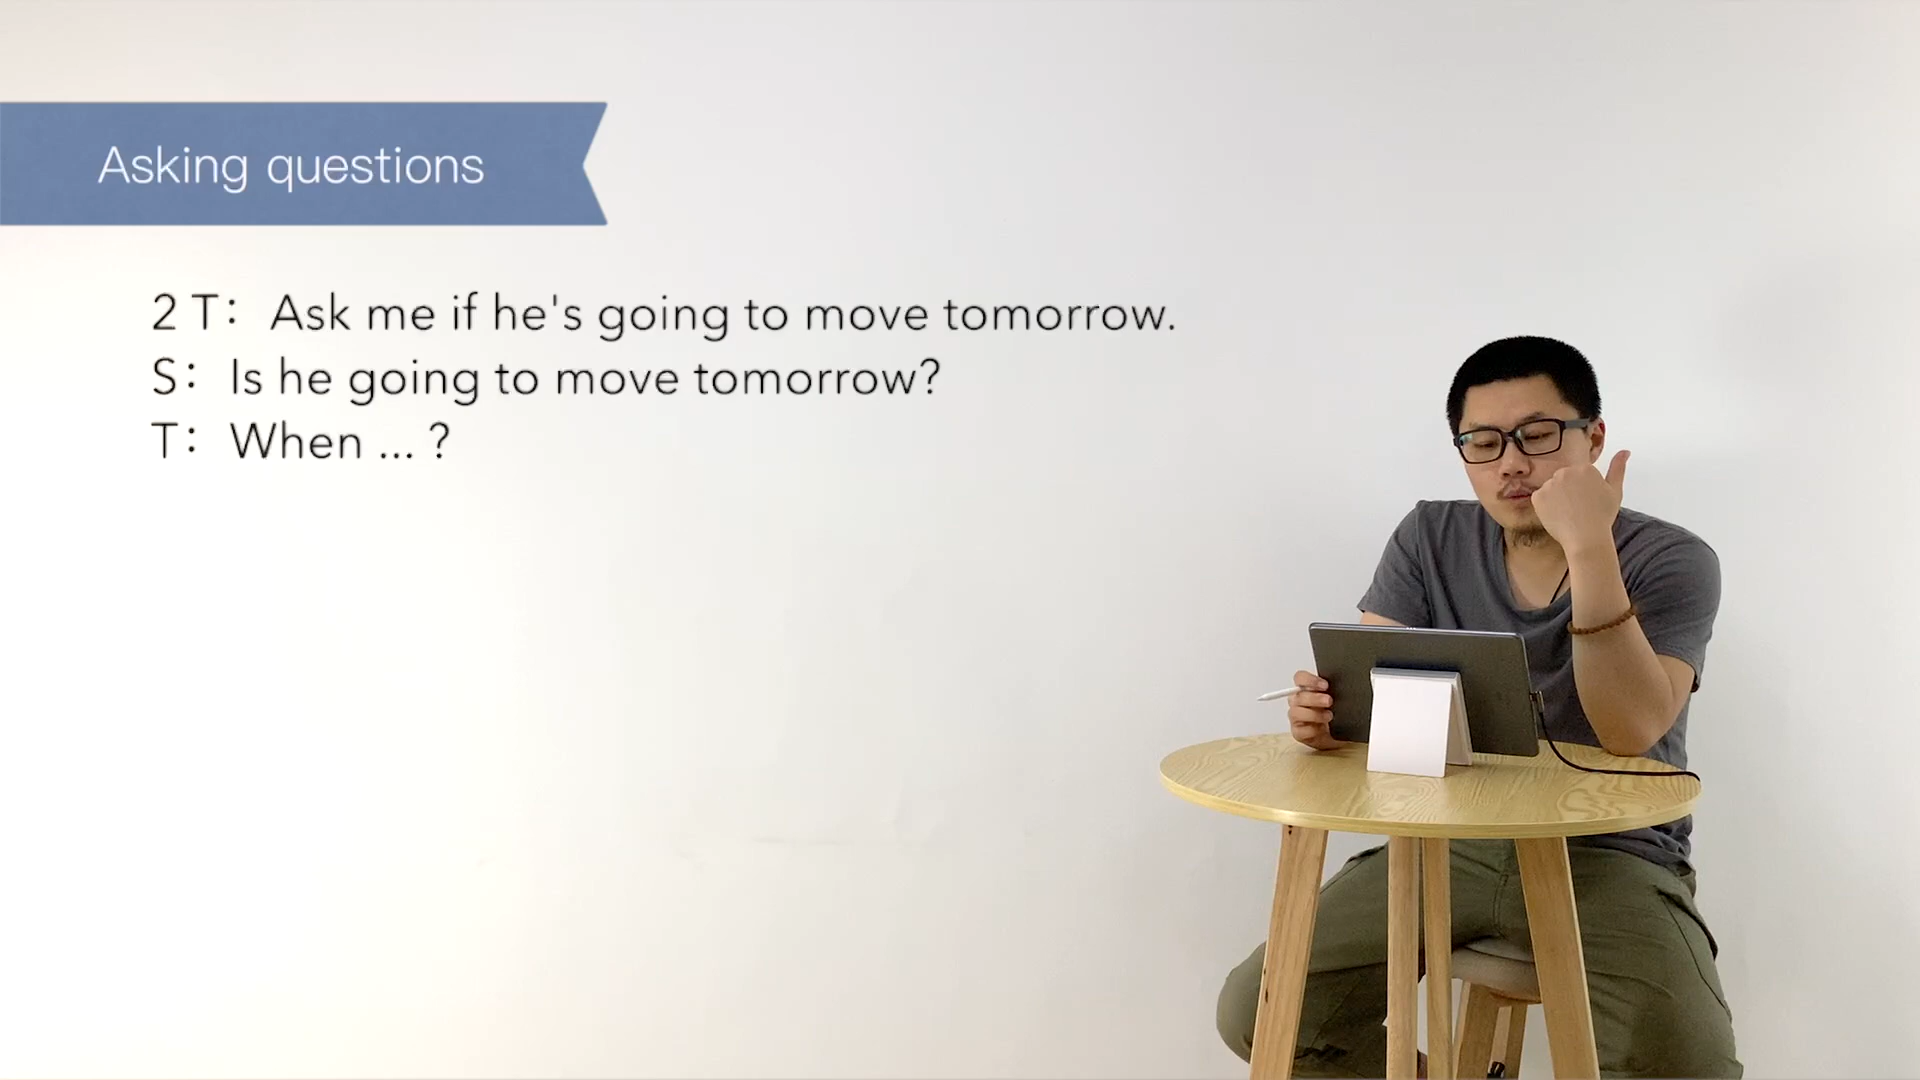 Asking questions
2 T： Ask me if he's going to move tomorrow.
S： Is he going to move tomorrow?
T： When ... ?